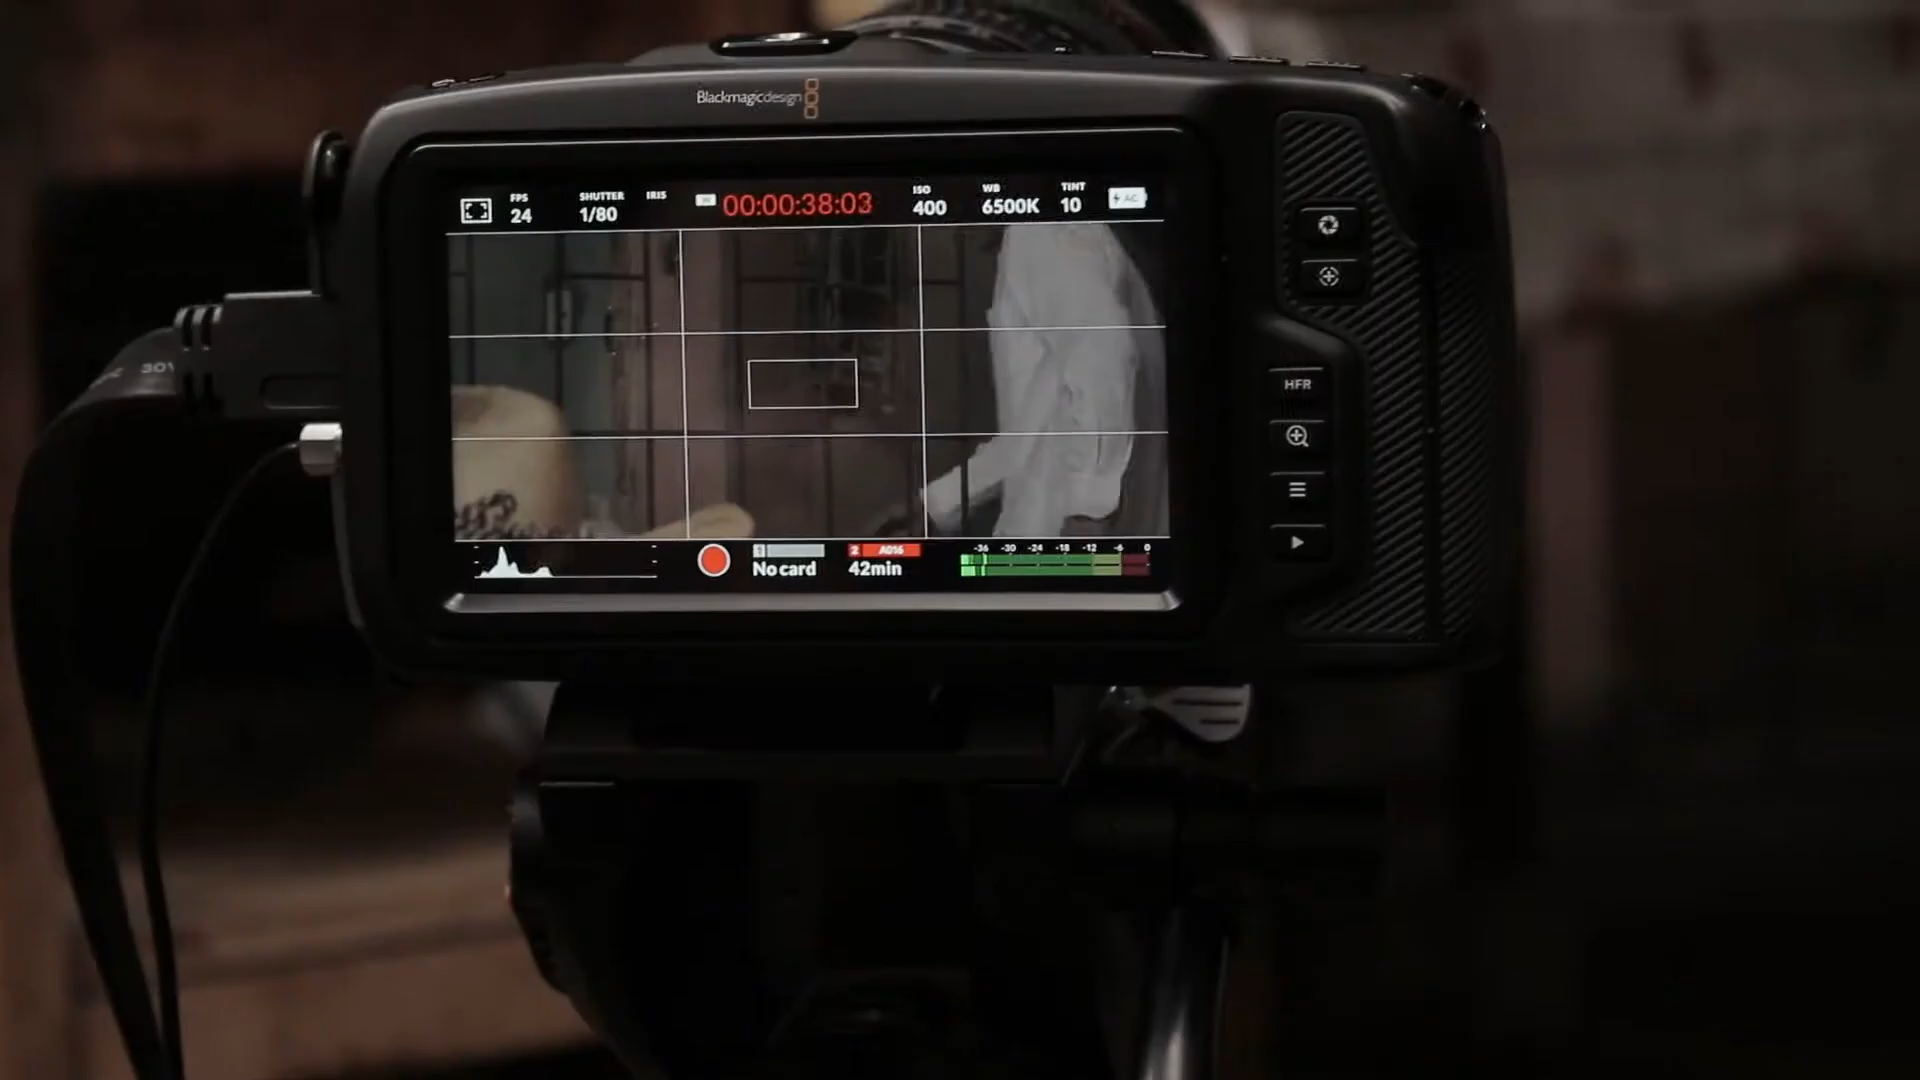 Blackmagicdesign
FPS SHUTTER IRIS 00:00:38:03 ISO WB TINT
24 1/80 400 6500K 10 AC
HFR
1 2 A016 -36 -30 -24 -18 -12 -6 0
No card 42min